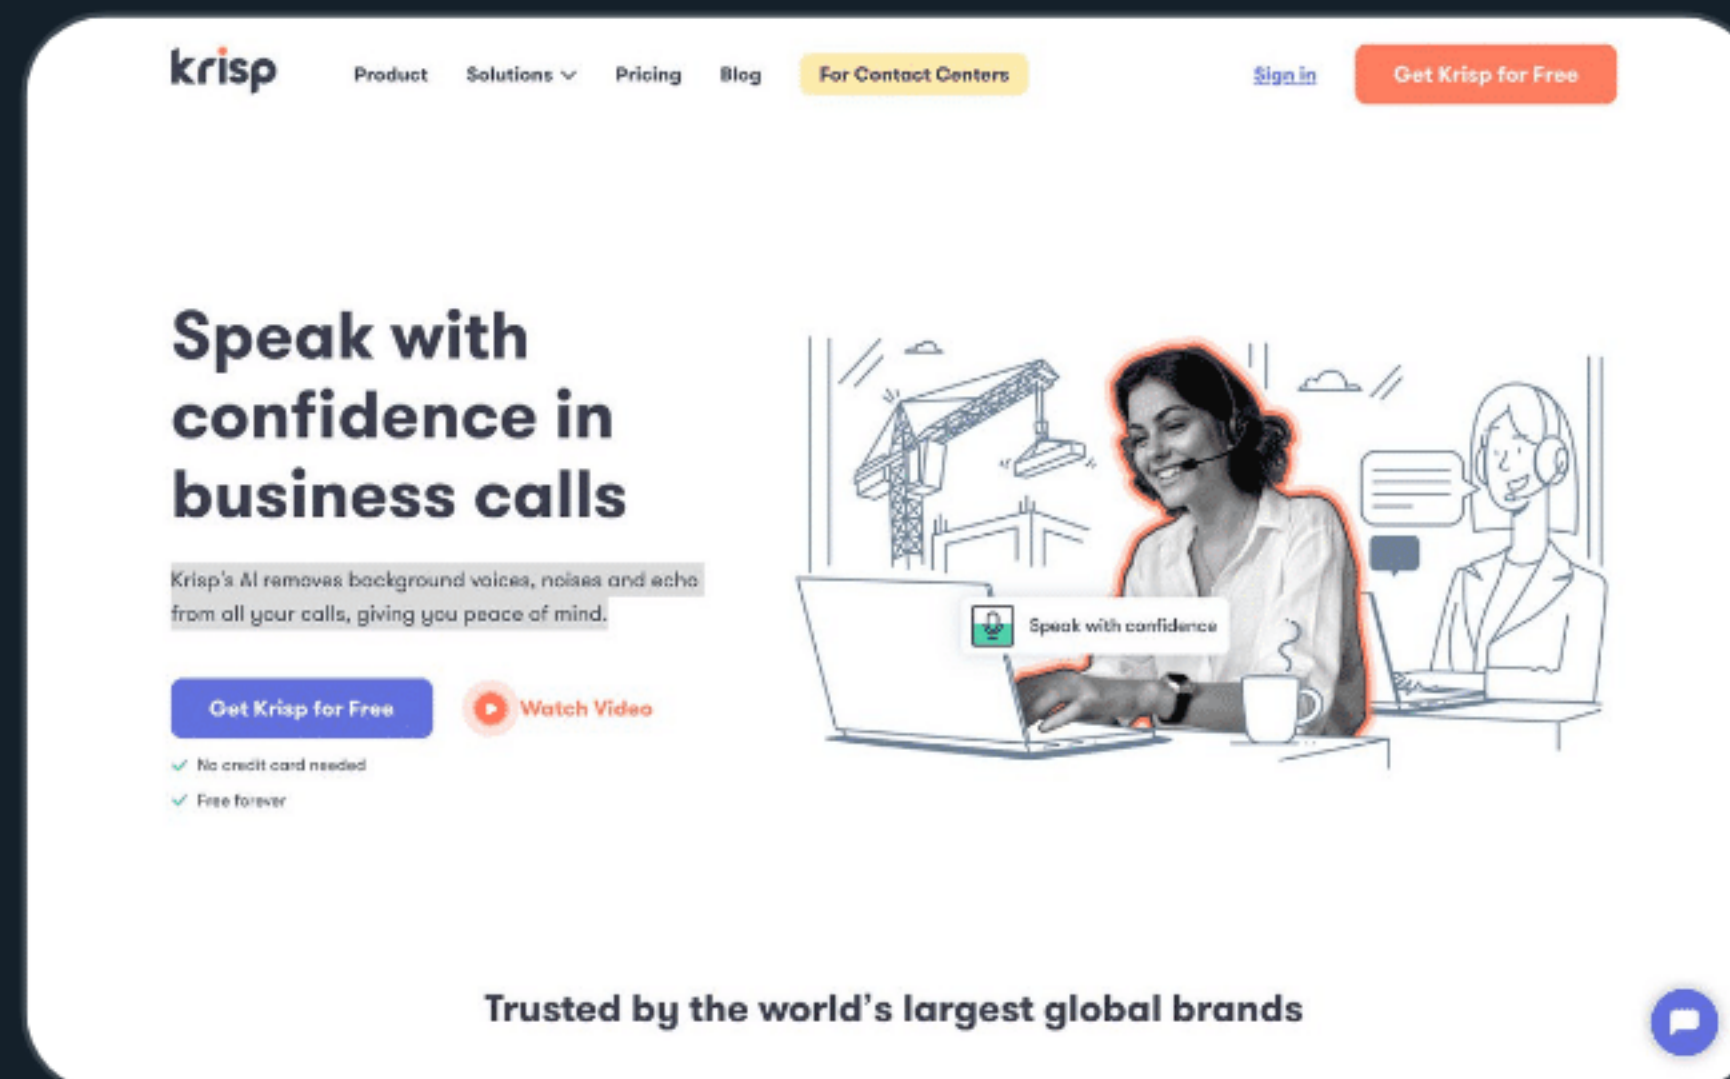 krisp
Product
Solutions
Pricing
Blog
For Contact Centers
Sign in
Get Krisp for Free
Speak with
confidence in
business calls
Krisp's AI removes background voices, noises and echo
from all your calls, giving you peace of mind.
Get Krisp for Free
Watch Video
No credit card needed
Free forever
Speak with confidence
Trusted by the world's largest global brands